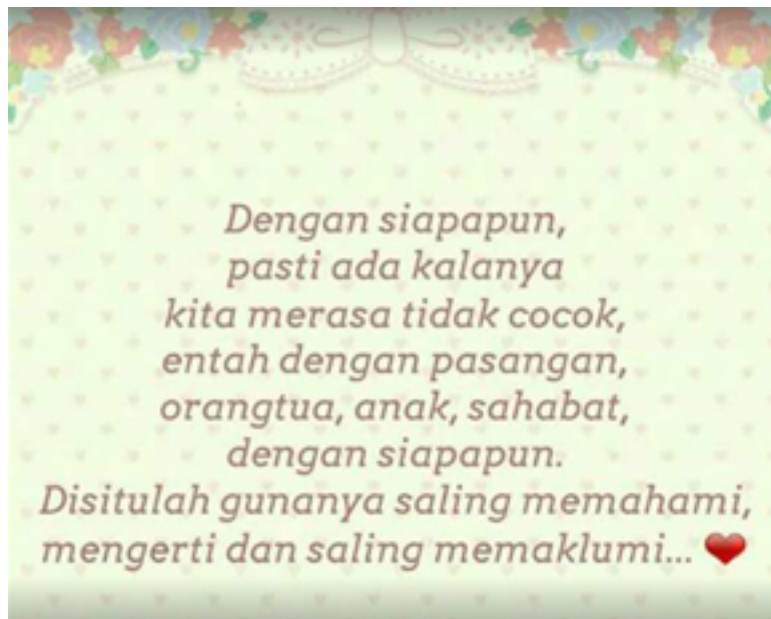 Dengan siapapun,
pasti ada kalanya
kita merasa tidak cocok,
entah dengan pasangan,
orangtua, anak, sahabat,
dengan siapapun.
Disitulah gunanya saling memahami,
mengerti dan saling memaklumi... ❤